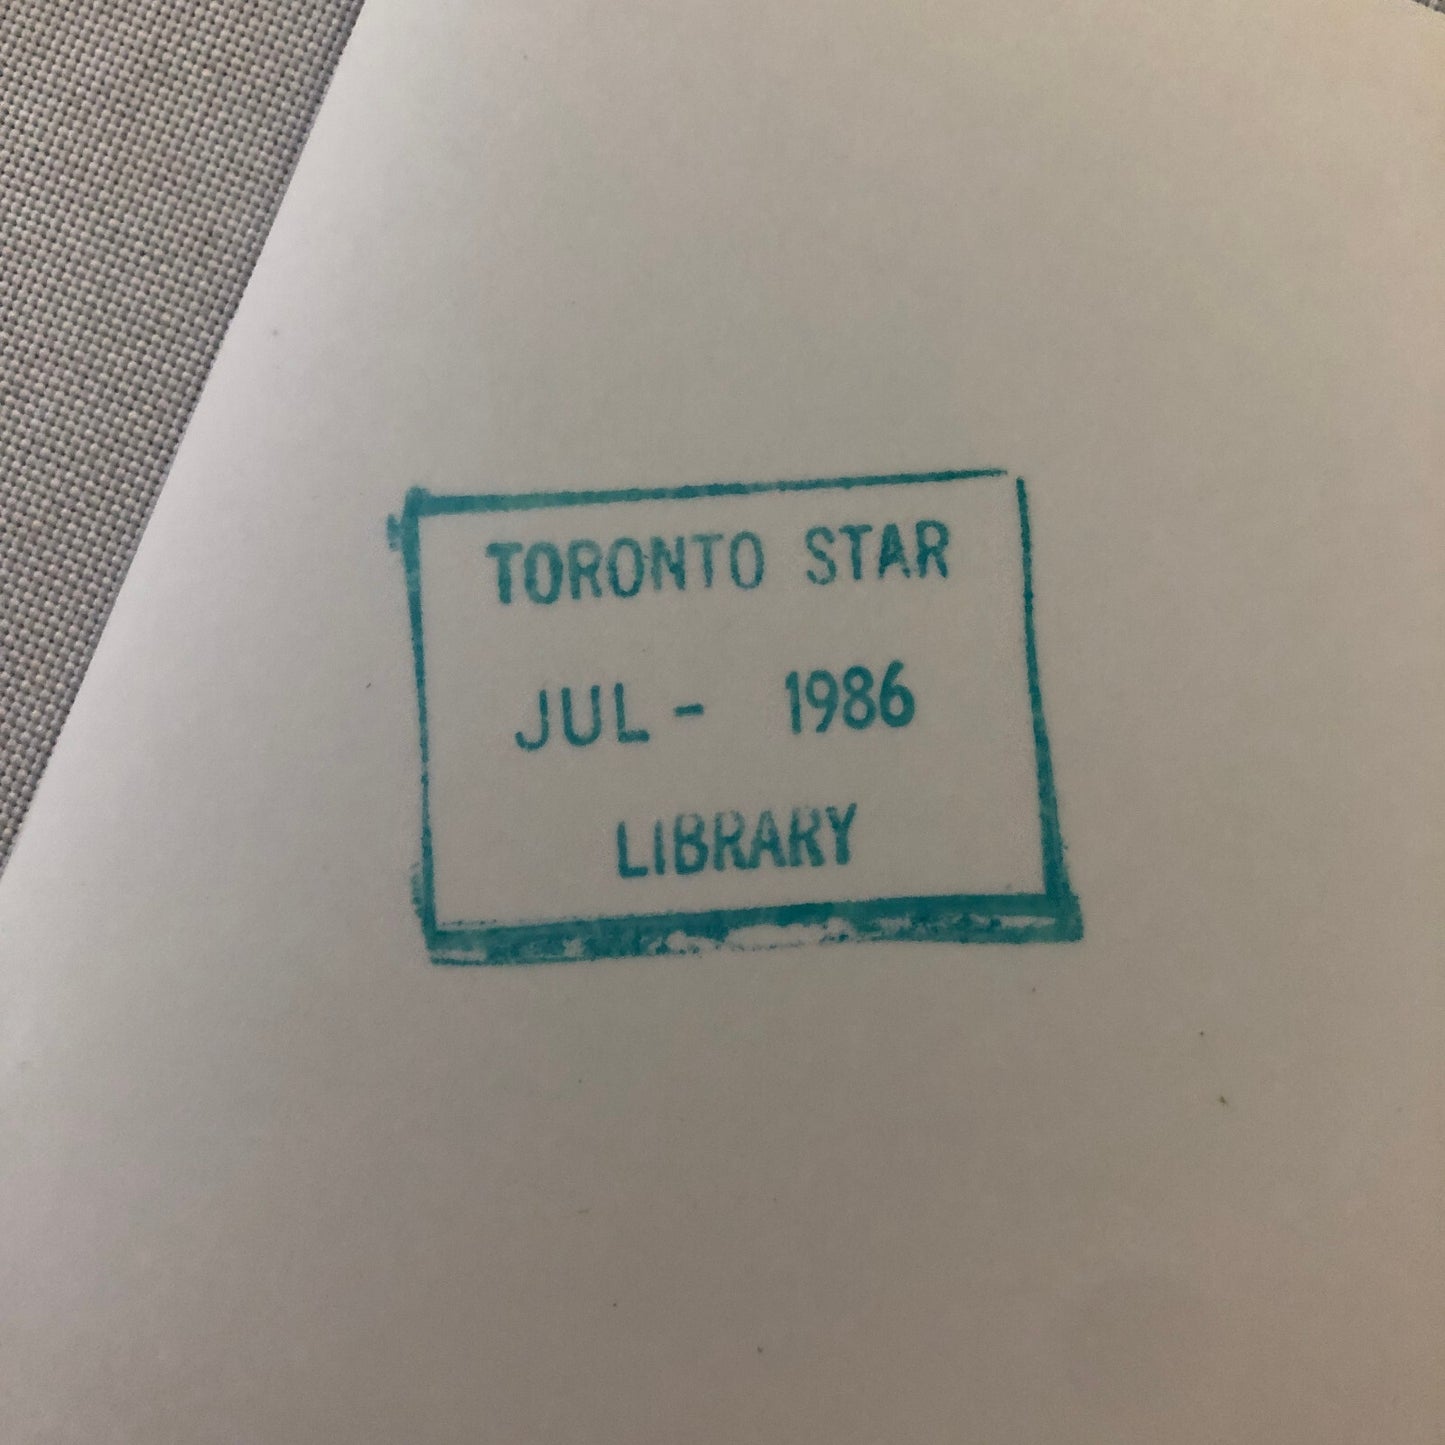 TORONTO STAR
JUL - 1986
LIBRARY